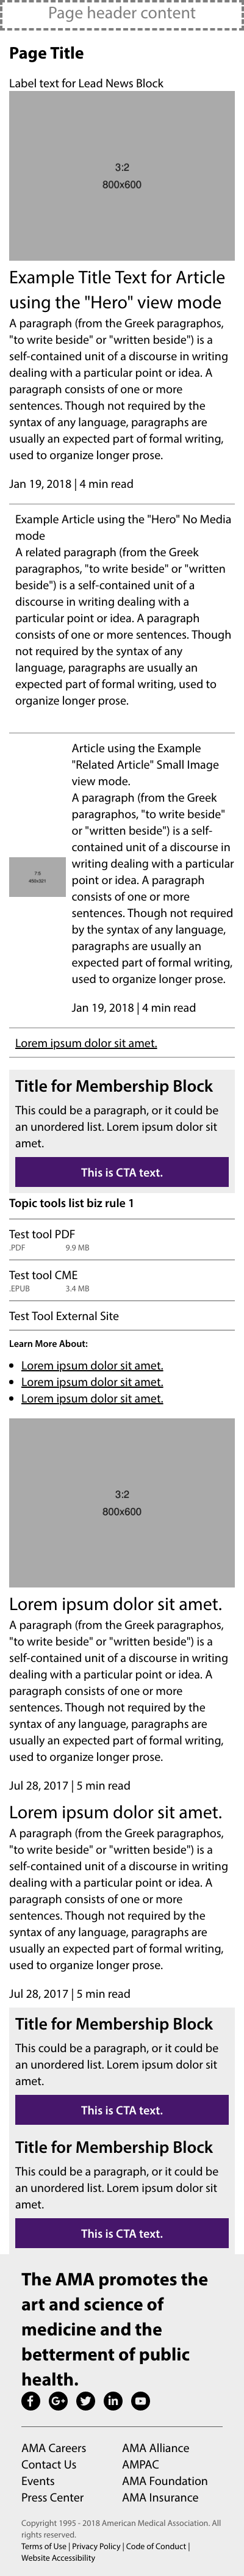 Page header content
Page Title
Label text for Lead News Block
3:2
800x600
Example Title Text for Article
using the "Hero" view mode
A paragraph (from the Greek paragraphos,
"to write beside" or "written beside") is a
self-contained unit of a discourse in writing
dealing with a particular point or idea. A
paragraph consists of one or more
sentences. Though not required by the
syntax of any language, paragraphs are
usually an expected part of formal writing,
used to organize longer prose.
Jan 19, 2018 | 4 min read
Example Article using the "Hero" No Media
mode
A related paragraph (from the Greek
paragraphos, "to write beside" or "written
beside") is a self-contained unit of a
discourse in writing dealing with a
particular point or idea. A paragraph
consists of one or more sentences. Though
not required by the syntax of any
language, paragraphs are usually an
expected part of formal writing, used to
organize longer prose.
Article using the Example
"Related Article" Small Image
view mode.
A paragraph (from the Greek
paragraphos, "to write beside"
or "written beside") is a self-
contained unit of a discourse in
writing dealing with a particular
point or idea. A paragraph
consists of one or more
sentences. Though not required
by the syntax of any language,
paragraphs are usually an
expected part of formal writing,
used to organize longer prose.
Jan 19, 2018 | 4 min read
Lorem ipsum dolor sit amet.
Title for Membership Block
This could be a paragraph, or it could be
an unordered list. Lorem ipsum dolor sit
amet.
This is CTA text.
Topic tools list biz rule 1
Test tool PDF
.PDF 9.9 MB
Test tool CME
.EPUB 3.4 MB
Test Tool External Site
Learn More About:
• Lorem ipsum dolor sit amet.
• Lorem ipsum dolor sit amet.
• Lorem ipsum dolor sit amet.
3:2
800x600
Lorem ipsum dolor sit amet.
A paragraph (from the Greek paragraphos,
"to write beside" or "written beside") is a
self-contained unit of a discourse in writing
dealing with a particular point or idea. A
paragraph consists of one or more
sentences. Though not required by the
syntax of any language, paragraphs are
usually an expected part of formal writing,
used to organize longer prose.
Jul 28, 2017 | 5 min read
Lorem ipsum dolor sit amet.
A paragraph (from the Greek paragraphos,
"to write beside" or "written beside") is a
self-contained unit of a discourse in writing
dealing with a particular point or idea. A
paragraph consists of one or more
sentences. Though not required by the
syntax of any language, paragraphs are
usually an expected part of formal writing,
used to organize longer prose.
Jul 28, 2017 | 5 min read
Title for Membership Block
This could be a paragraph, or it could be
an unordered list. Lorem ipsum dolor sit
amet.
This is CTA text.
Title for Membership Block
This could be a paragraph, or it could be
an unordered list. Lorem ipsum dolor sit
amet.
This is CTA text.
The AMA promotes the
art and science of
medicine and the
betterment of public
health.
AMA Careers AMA Alliance
Contact Us AMPAC
Events AMA Foundation
Press Center AMA Insurance
Copyright 1995 - 2018 American Medical Association. All
rights reserved.
Terms of Use | Privacy Policy | Code of Conduct |
Website Accessibility